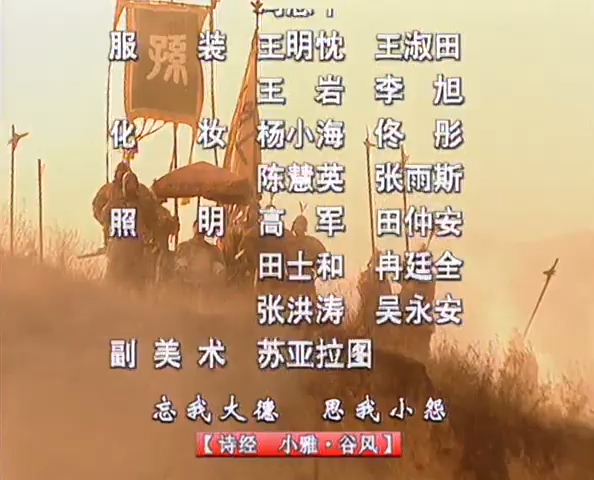 孫
服 装 王明忱 王淑田
王 岩 李 旭
化 妆 杨小海 佟 彤
陈慧英 张雨斯
照 明 高 军 田仲安
田士和 冉廷全
张洪涛 吴永安
副 美 术 苏亚拉图
忘我大德 思我小怨
【诗经 小雅·谷风】